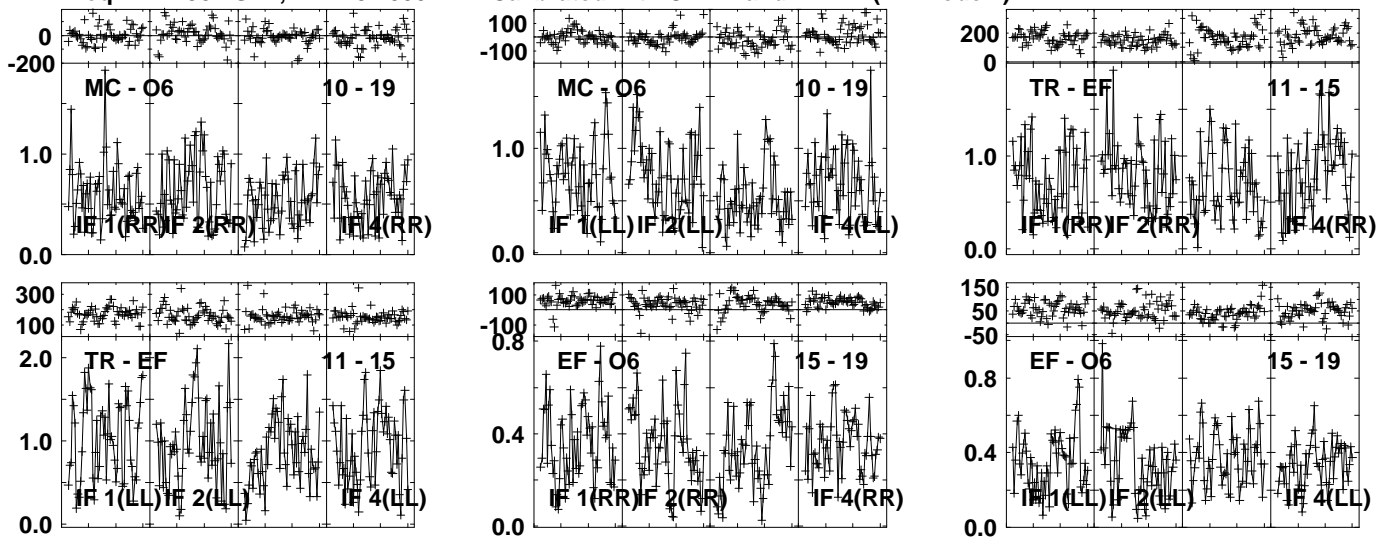 0
-200
MC - O6 10 - 19
1.0
IF 1(RR) IF 2(RR) IF 4(RR)
0.0
100
-100
MC - O6 10 - 19
1.0
IF 1(LL) IF 2(LL) IF 4(LL)
0.0
200
0
TR - EF 11 - 15
1.0
IF 1(RR) IF 2(RR) IF 4(RR)
0.0
300
100
TR - EF 11 - 15
2.0
1.0
IF 1(LL) IF 2(LL) IF 4(LL)
0.0
100
-100
0.8
EF - O6 15 - 19
0.4
IF 1(RR) IF 2(RR) IF 4(RR)
0.0
150
50
-50
EF - O6 15 - 19
0.8
0.4
IF 1(LL) IF 2(LL) IF 4(LL)
0.0